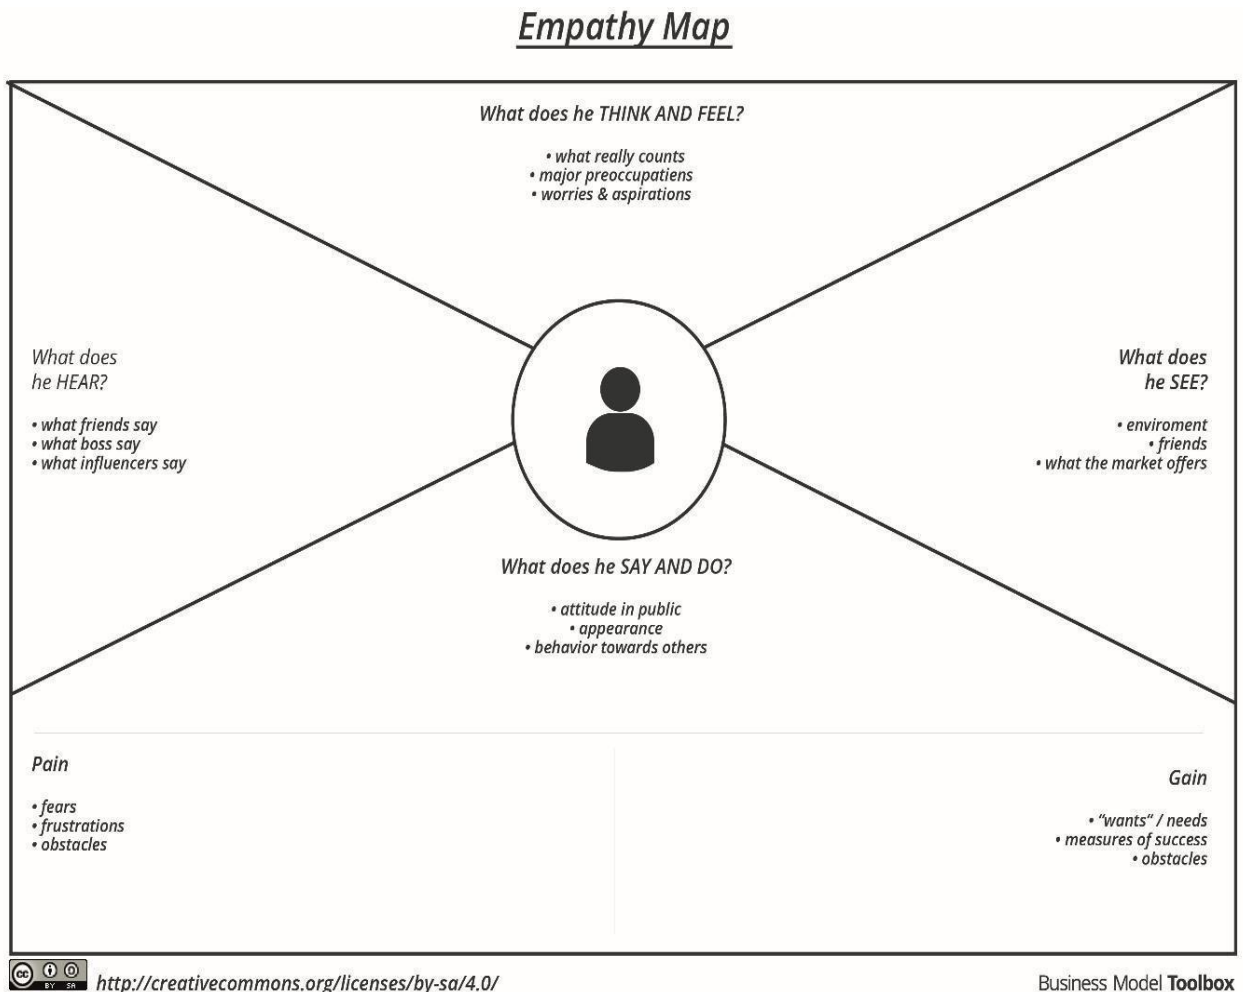 Empathy Map
What does he THINK AND FEEL?
• what really counts
• major preoccupatiens
• worries & aspirations
What does
he HEAR?
• what friends say
• what boss say
• what influencers say
What does
he SEE?
• enviroment
• friends
• what the market offers
What does he SAY AND DO?
• attitude in public
• appearance
• behavior towards others
Pain
• fears
• frustrations
• obstacles
Gain
• “wants“ / needs
• measures of success
• obstacles
cc BY SA http://creativecommons.org/licenses/by-sa/4.0/
Business Model Toolbox